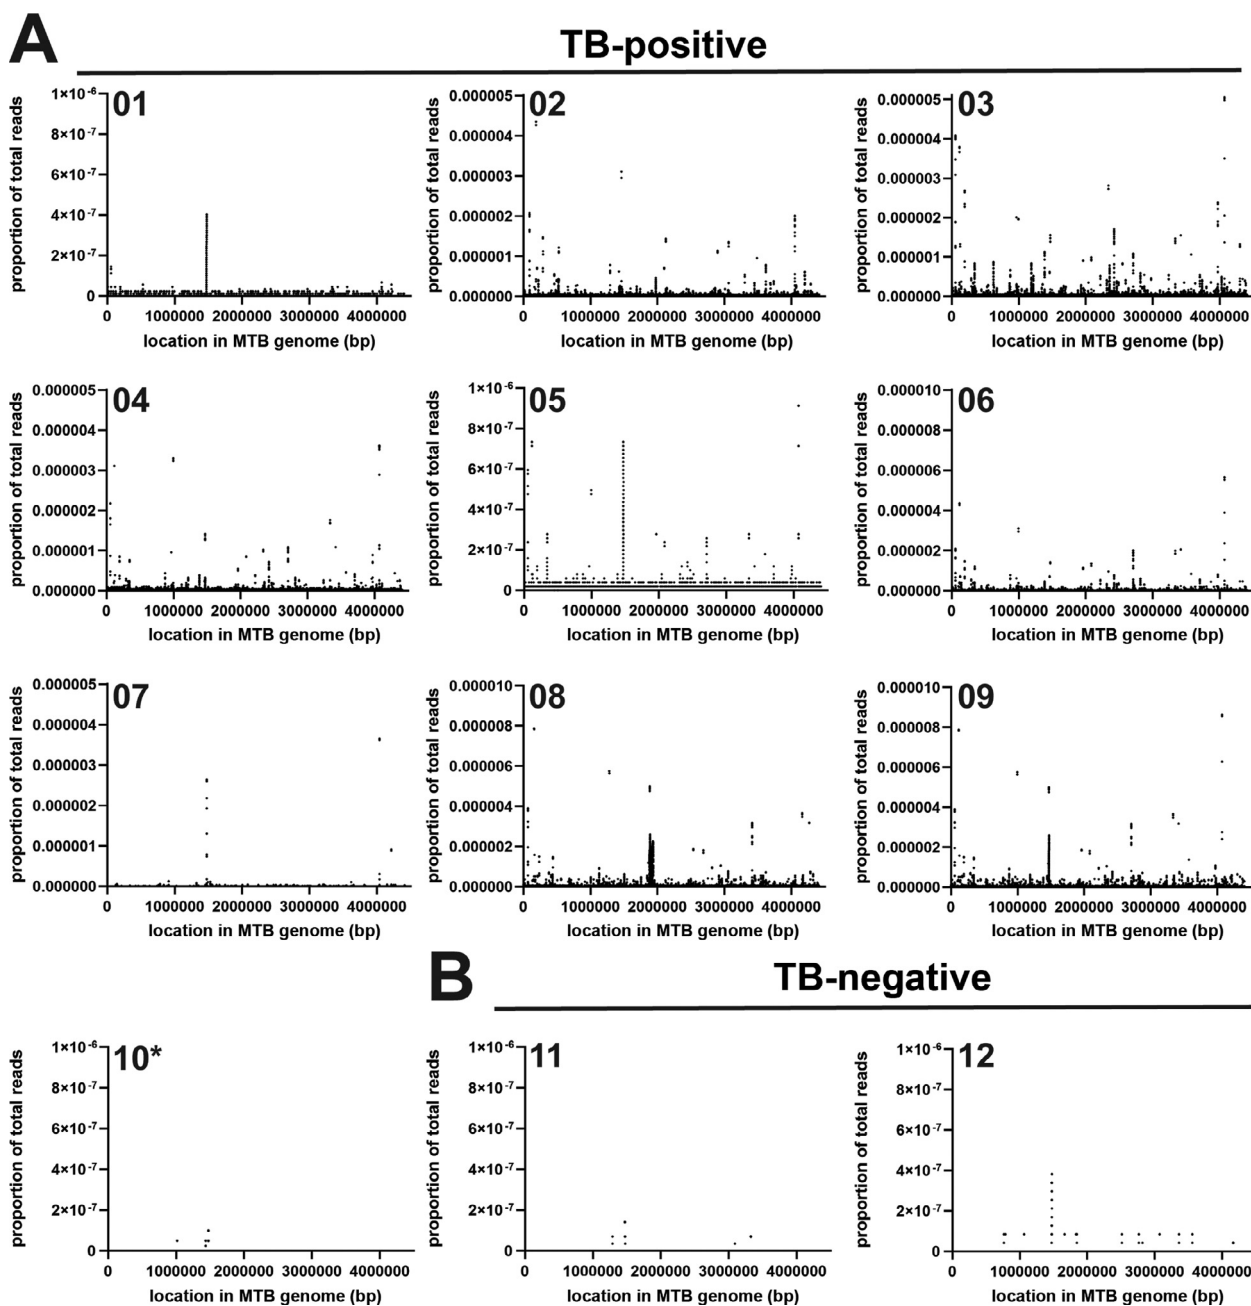 A
TB-positive
01
proportion of total reads
1×10⁻⁶
8×10⁻⁷
6×10⁻⁷
4×10⁻⁷
2×10⁻⁷
0
0 1000000 2000000 3000000 4000000
location in MTB genome (bp)
02
proportion of total reads
0.000005
0.000004
0.000003
0.000002
0.000001
0.000000
0 1000000 2000000 3000000 4000000
location in MTB genome (bp)
03
proportion of total reads
0.000005
0.000004
0.000003
0.000002
0.000001
0.000000
0 1000000 2000000 3000000 4000000
location in MTB genome (bp)
04
proportion of total reads
0.000005
0.000004
0.000003
0.000002
0.000001
0.000000
0 1000000 2000000 3000000 4000000
location in MTB genome (bp)
05
proportion of total reads
1×10⁻⁶
8×10⁻⁷
6×10⁻⁷
4×10⁻⁷
2×10⁻⁷
0
0 1000000 2000000 3000000 4000000
location in MTB genome (bp)
06
proportion of total reads
0.000010
0.000008
0.000006
0.000004
0.000002
0.000000
0 1000000 2000000 3000000 4000000
location in MTB genome (bp)
07
proportion of total reads
0.000005
0.000004
0.000003
0.000002
0.000001
0.000000
0 1000000 2000000 3000000 4000000
location in MTB genome (bp)
08
proportion of total reads
0.000010
0.000008
0.000006
0.000004
0.000002
0.000000
0 1000000 2000000 3000000 4000000
location in MTB genome (bp)
09
proportion of total reads
0.000010
0.000008
0.000006
0.000004
0.000002
0.000000
0 1000000 2000000 3000000 4000000
location in MTB genome (bp)
10*
proportion of total reads
1×10⁻⁶
8×10⁻⁷
6×10⁻⁷
4×10⁻⁷
2×10⁻⁷
0
0 1000000 2000000 3000000 4000000
location in MTB genome (bp)
B
TB-negative
11
proportion of total reads
1×10⁻⁶
8×10⁻⁷
6×10⁻⁷
4×10⁻⁷
2×10⁻⁷
0
0 1000000 2000000 3000000 4000000
location in MTB genome (bp)
12
proportion of total reads
1×10⁻⁶
8×10⁻⁷
6×10⁻⁷
4×10⁻⁷
2×10⁻⁷
0
0 1000000 2000000 3000000 4000000
location in MTB genome (bp)